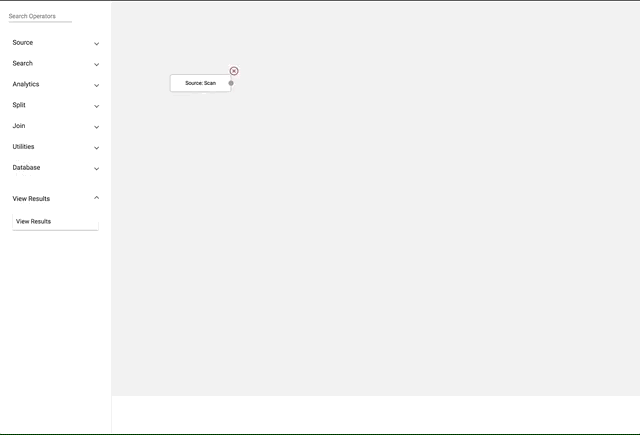 Search Operators
Source
Search
Analytics
Split
Join
Utilities
Database
View Results
View Results
Source: Scan